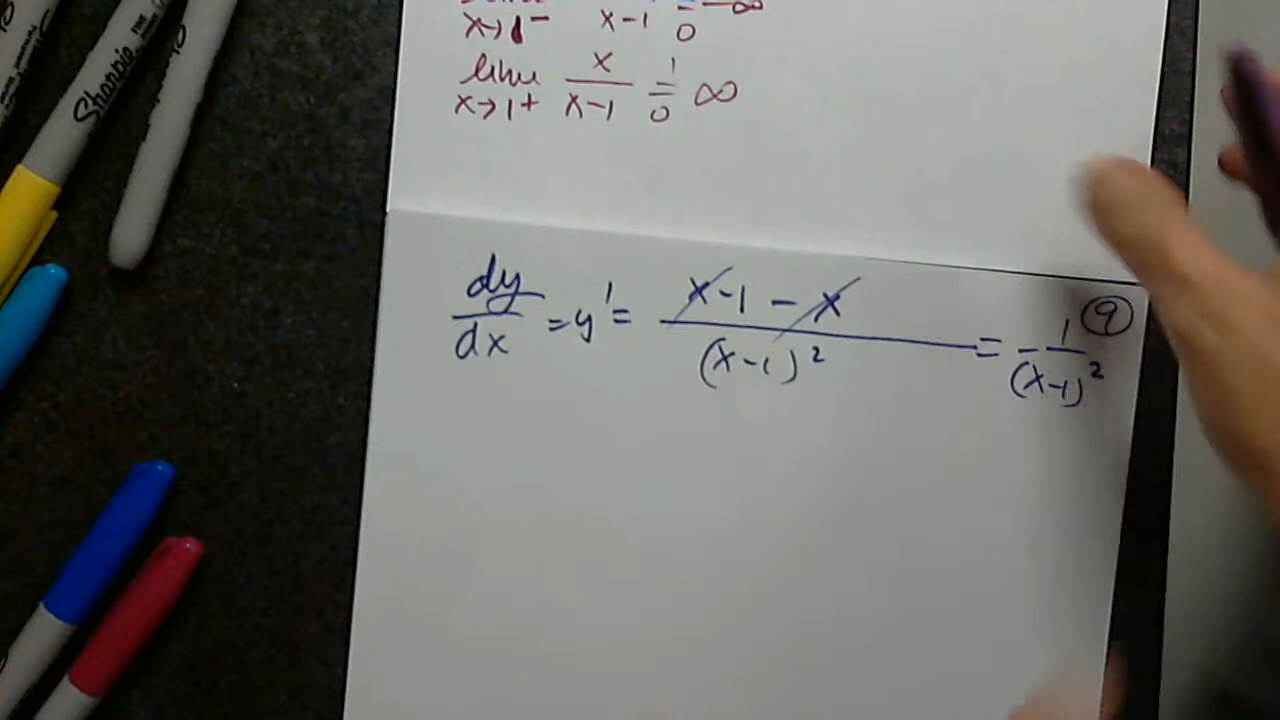 x→1⁻ x-1 = 0 -∞
lim x/(x-1) = 1/0 ∞
x→1+
dy/dx = y' = (x-1-x)/(x-1)² = -1/(x-1)²
9
Sharpie